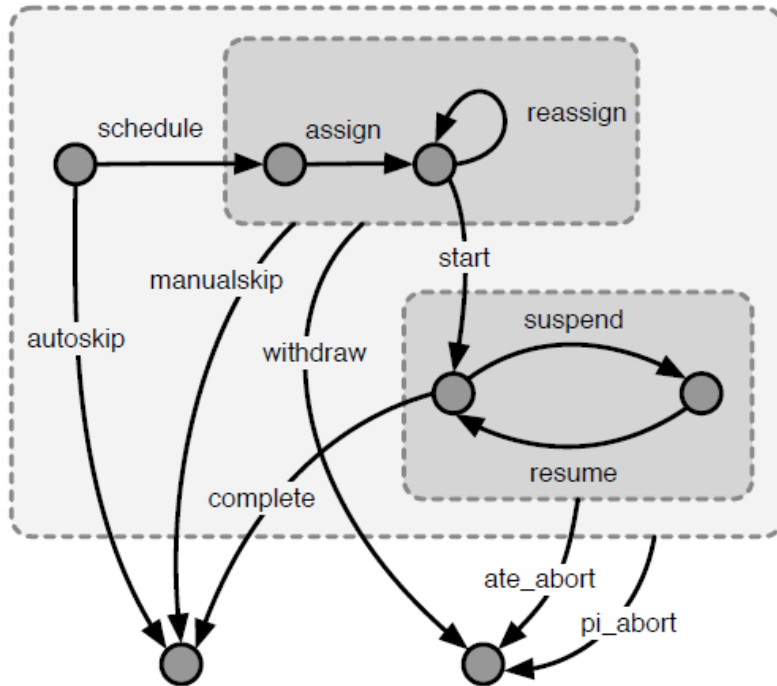 schedule
assign
reassign
manualskip
start
autoskip
withdraw
suspend
resume
complete
ate_abort
pi_abort